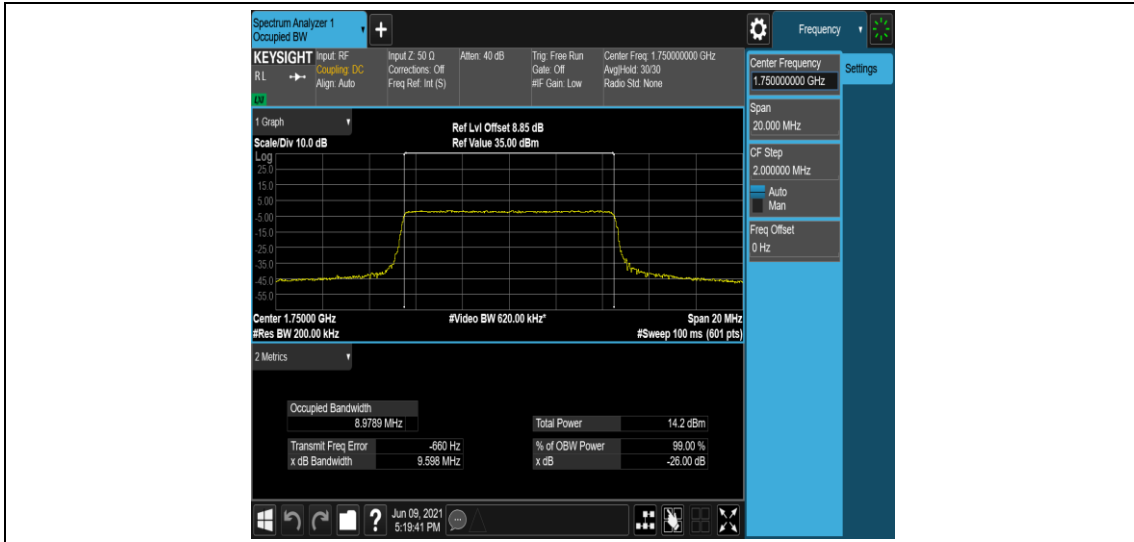 Spectrum Analyzer 1
Occupied BW
Frequency
KEYSIGHT
RL
Input: RF
Coupling: DC
Align: Auto
Input Z: 50 Ω
Corrections: Off
Freq Ref: Int (S)
Atten: 40 dB
Trig: Free Run
Gate: Off
#IF Gain: Low
Center Freq: 1.750000000 GHz
Avg|Hold: 30/30
Radio Std: None
Center Frequency
1.750000000 GHz
Settings
Span
20.000 MHz
CF Step
2.000000 MHz
Auto
Man
Freq Offset
0 Hz
1 Graph
Scale/Div 10.0 dB
Ref Lvl Offset 8.85 dB
Ref Value 35.00 dBm
Log
25.0
15.0
5.00
-5.00
-15.0
-25.0
-35.0
-45.0
-55.0
Center 1.75000 GHz
#Video BW 620.00 kHz*
Span 20 MHz
#Res BW 200.00 kHz
#Sweep 100 ms (601 pts)
2 Metrics
Occupied Bandwidth
8.9789 MHz
Total Power 14.2 dBm
Transmit Freq Error -660 Hz
% of OBW Power 99.00 %
x dB Bandwidth 9.598 MHz
x dB -26.00 dB
?
Jun 09, 2021
5:19:41 PM